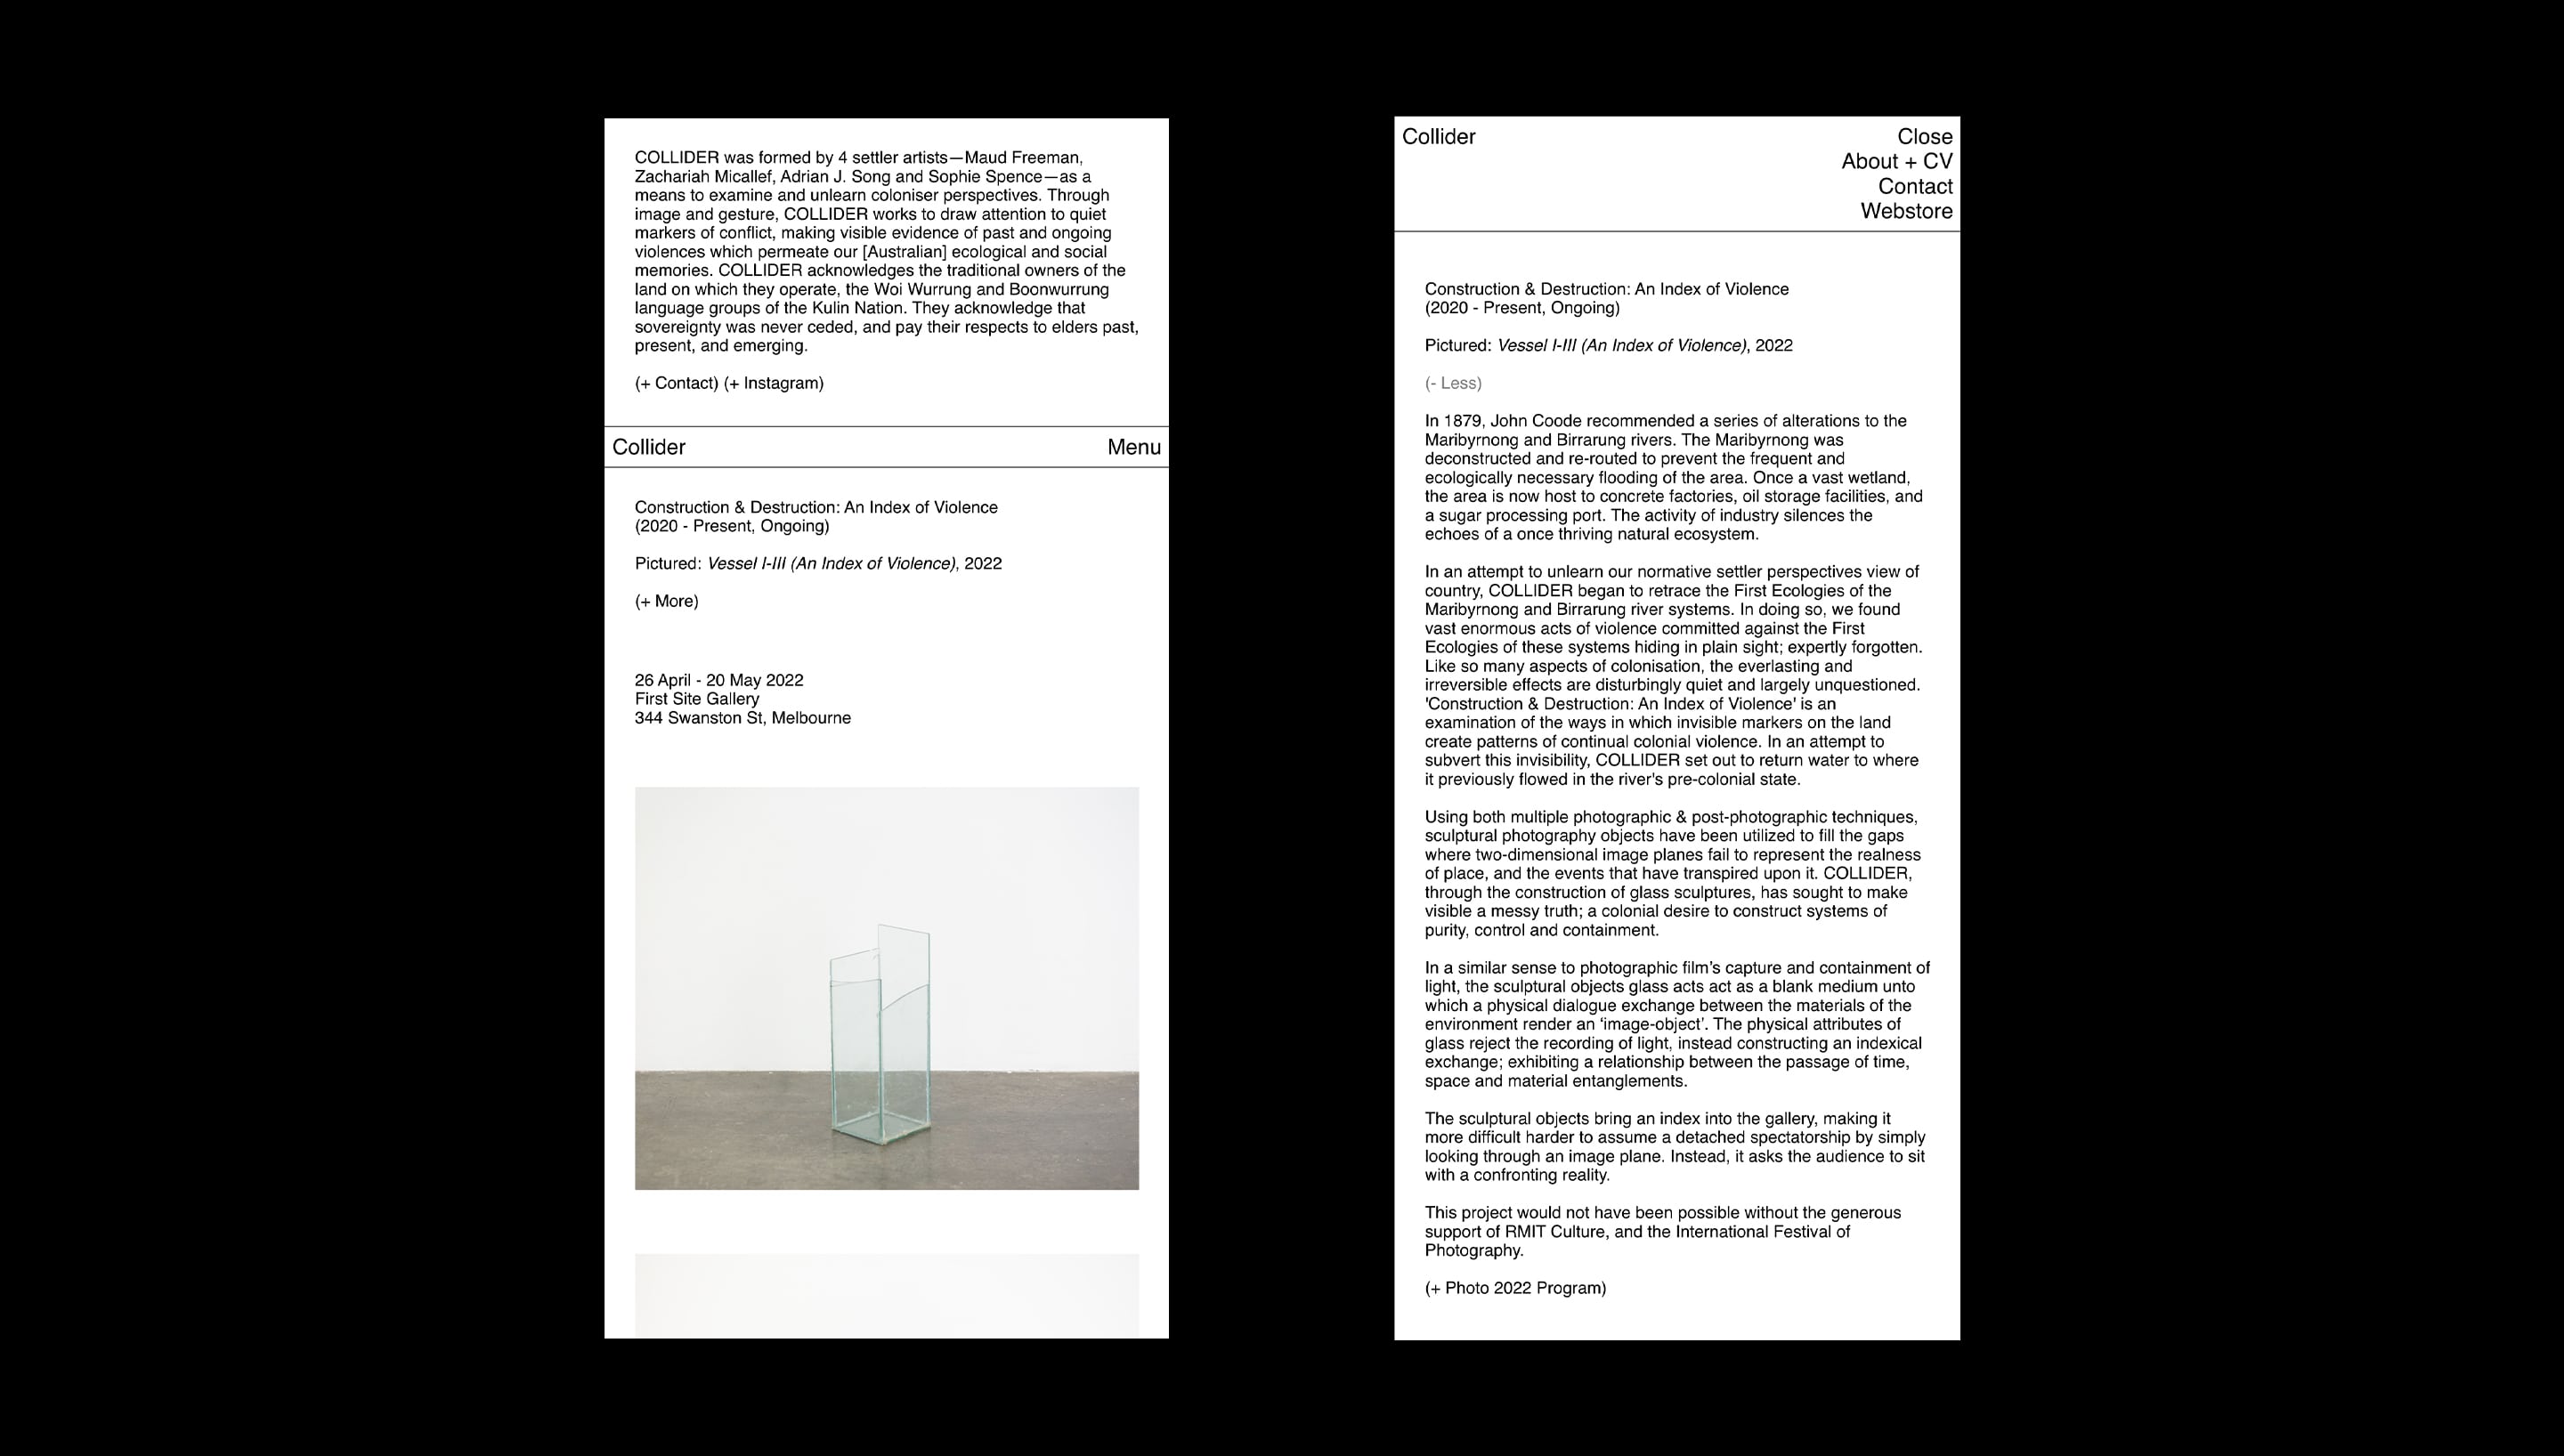 COLLIDER was formed by 4 settler artists—Maud Freeman,
Zachariah Micallef, Adrian J. Song and Sophie Spence—as a
means to examine and unlearn coloniser perspectives. Through
image and gesture, COLLIDER works to draw attention to quiet
markers of conflict, making visible evidence of past and ongoing
violences which permeate our [Australian] ecological and social
memories. COLLIDER acknowledges the traditional owners of the
land on which they operate, the Woi Wurrung and Boonwurrung
language groups of the Kulin Nation. They acknowledge that
sovereignty was never ceded, and pay their respects to elders past,
present, and emerging.
(+ Contact) (+ Instagram)
Collider
Menu
Construction & Destruction: An Index of Violence
(2020 - Present, Ongoing)
Pictured: Vessel I-III (An Index of Violence), 2022
(+ More)
26 April - 20 May 2022
First Site Gallery
344 Swanston St, Melbourne
Collider
Close
About + CV
Contact
Webstore
Construction & Destruction: An Index of Violence
(2020 - Present, Ongoing)
Pictured: Vessel I-III (An Index of Violence), 2022
(- Less)
In 1879, John Coode recommended a series of alterations to the
Maribyrnong and Birrarung rivers. The Maribyrnong was
deconstructed and re-routed to prevent the frequent and
ecologically necessary flooding of the area. Once a vast wetland,
the area is now host to concrete factories, oil storage facilities, and
a sugar processing port. The activity of industry silences the
echoes of a once thriving natural ecosystem.
In an attempt to unlearn our normative settler perspectives view of
country, COLLIDER began to retrace the First Ecologies of the
Maribyrnong and Birrarung river systems. In doing so, we found
vast enormous acts of violence committed against the First
Ecologies of these systems hiding in plain sight; expertly forgotten.
Like so many aspects of colonisation, the everlasting and
irreversible effects are disturbingly quiet and largely unquestioned.
'Construction & Destruction: An Index of Violence' is an
examination of the ways in which invisible markers on the land
create patterns of continual colonial violence. In an attempt to
subvert this invisibility, COLLIDER set out to return water to where
it previously flowed in the river's pre-colonial state.
Using both multiple photographic & post-photographic techniques,
sculptural photography objects have been utilized to fill the gaps
where two-dimensional image planes fail to represent the realness
of place, and the events that have transpired upon it. COLLIDER,
through the construction of glass sculptures, has sought to make
visible a messy truth; a colonial desire to construct systems of
purity, control and containment.
In a similar sense to photographic film’s capture and containment of
light, the sculptural objects glass acts act as a blank medium unto
which a physical dialogue exchange between the materials of the
environment render an ‘image-object’. The physical attributes of
glass reject the recording of light, instead constructing an indexical
exchange; exhibiting a relationship between the passage of time,
space and material entanglements.
The sculptural objects bring an index into the gallery, making it
more difficult harder to assume a detached spectatorship by simply
looking through an image plane. Instead, it asks the audience to sit
with a confronting reality.
This project would not have been possible without the generous
support of RMIT Culture, and the International Festival of
Photography.
(+ Photo 2022 Program)